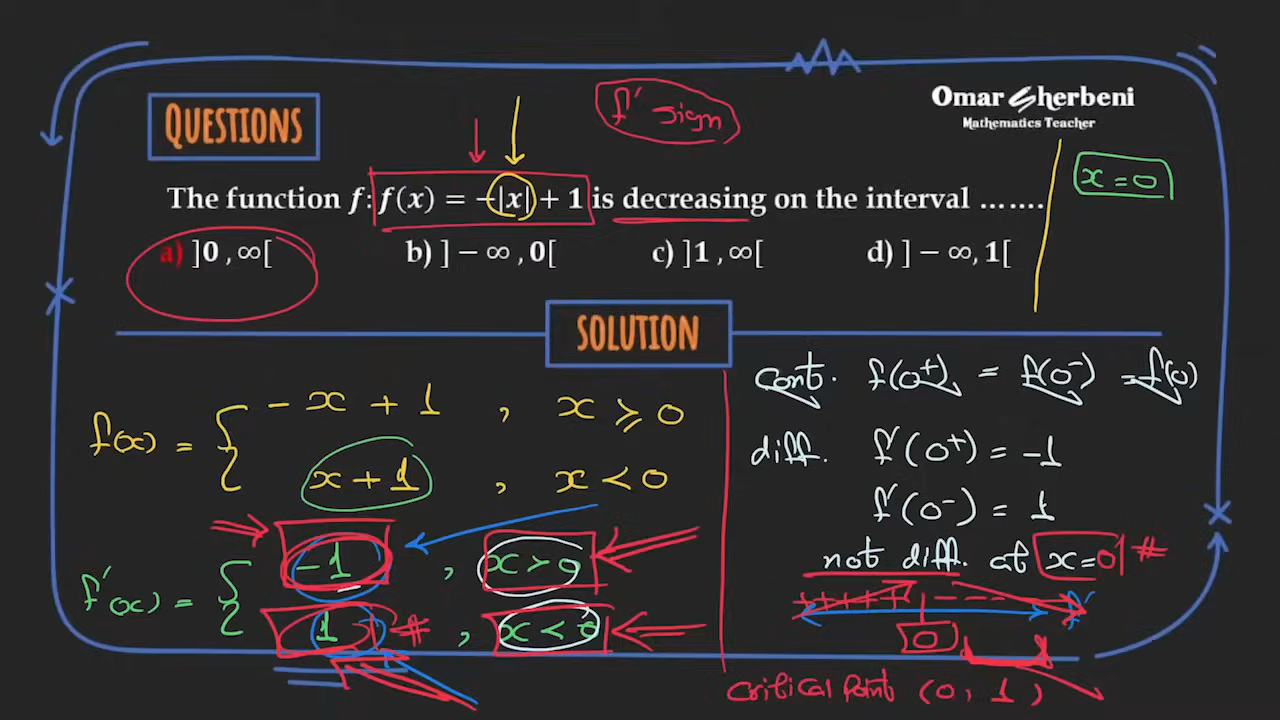 f' sign
Omar Sherbeni
Mathematics Teacher
QUESTIONS
x = 0
The function f: f(x) = −|x| + 1 is decreasing on the interval …….
a) ]0 , ∞[ b) ] − ∞ , 0[ c) ]1 , ∞[ d) ] − ∞, 1[
SOLUTION
f(x) = { - x + 1 , x ⩾ 0
x + 1 , x < 0
f'(x) = { -1 , x > 0
1 # , x < 0
Cont. f(0⁺) = f(0⁻) = f(0)
diff. f'(0⁺) = -1
f'(0⁻) = 1
not diff. at x = 0 #
+++++ - - - - f'
0
Critical Point (0, 1)